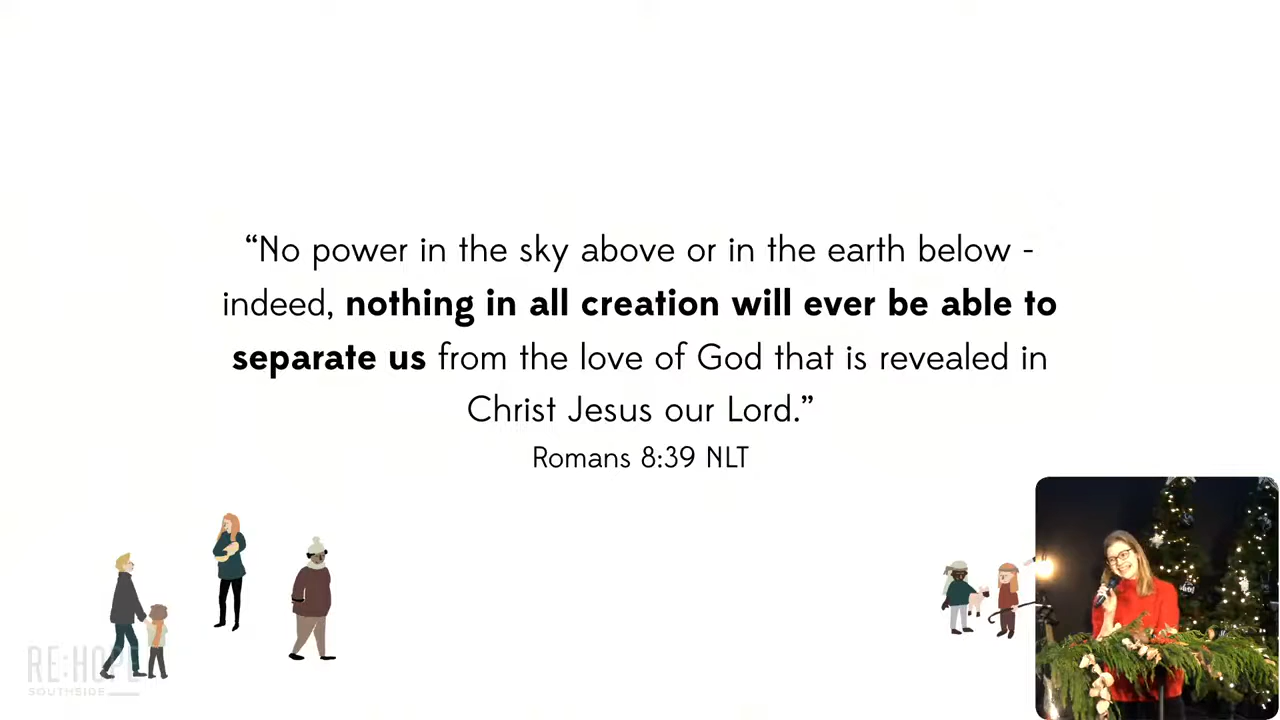 “No power in the sky above or in the earth below -
indeed, nothing in all creation will ever be able to
separate us from the love of God that is revealed in
Christ Jesus our Lord.”
Romans 8:39 NLT
RE:HOPE
SOUTHSIDE